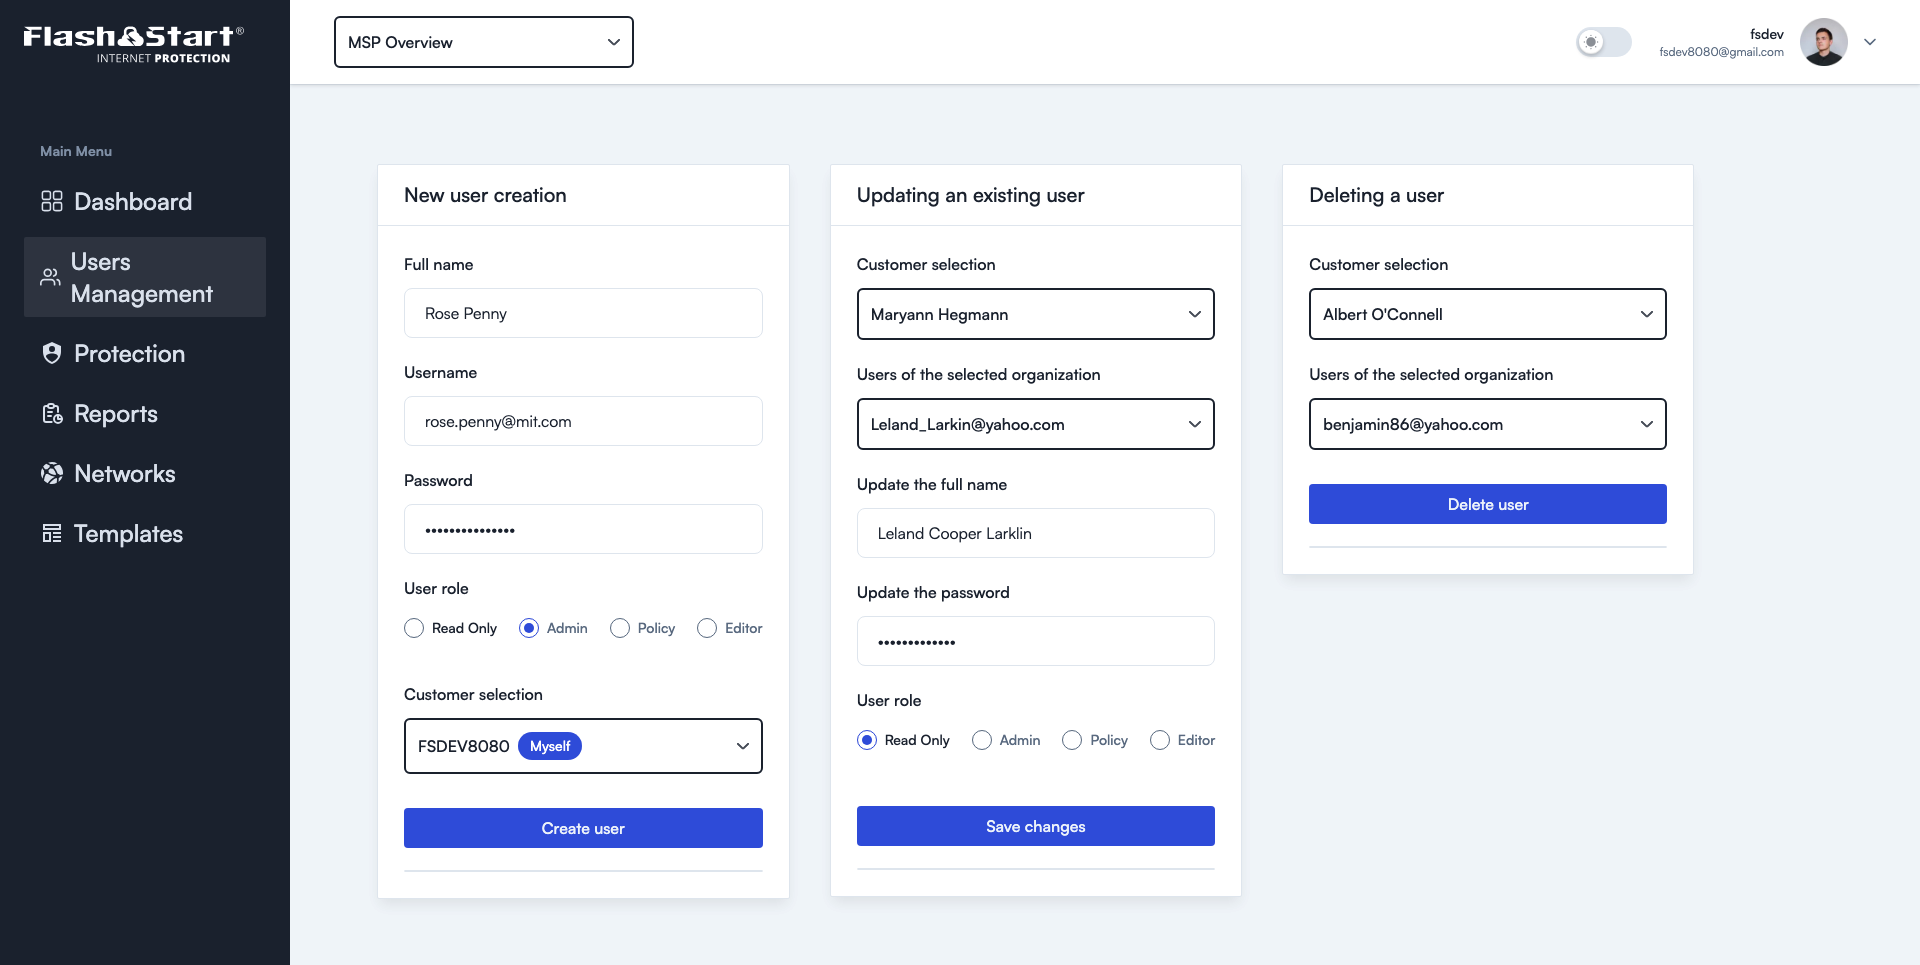 FlashStart®
INTERNET PROTECTION
MSP Overview
fsdev
fsdev8080@gmail.com
Main Menu
Dashboard
Users
Management
Protection
Reports
Networks
Templates
New user creation
Full name
Rose Penny
Username
rose.penny@mit.com
Password
•••••••••••••••
User role
Read Only Admin Policy Editor
Customer selection
FSDEV8080 Myself
Create user
Updating an existing user
Customer selection
Maryann Hegmann
Users of the selected organization
Leland_Larkin@yahoo.com
Update the full name
Leland Cooper Larklin
Update the password
•••••••••••••
User role
Read Only Admin Policy Editor
Save changes
Deleting a user
Customer selection
Albert O'Connell
Users of the selected organization
benjamin86@yahoo.com
Delete user